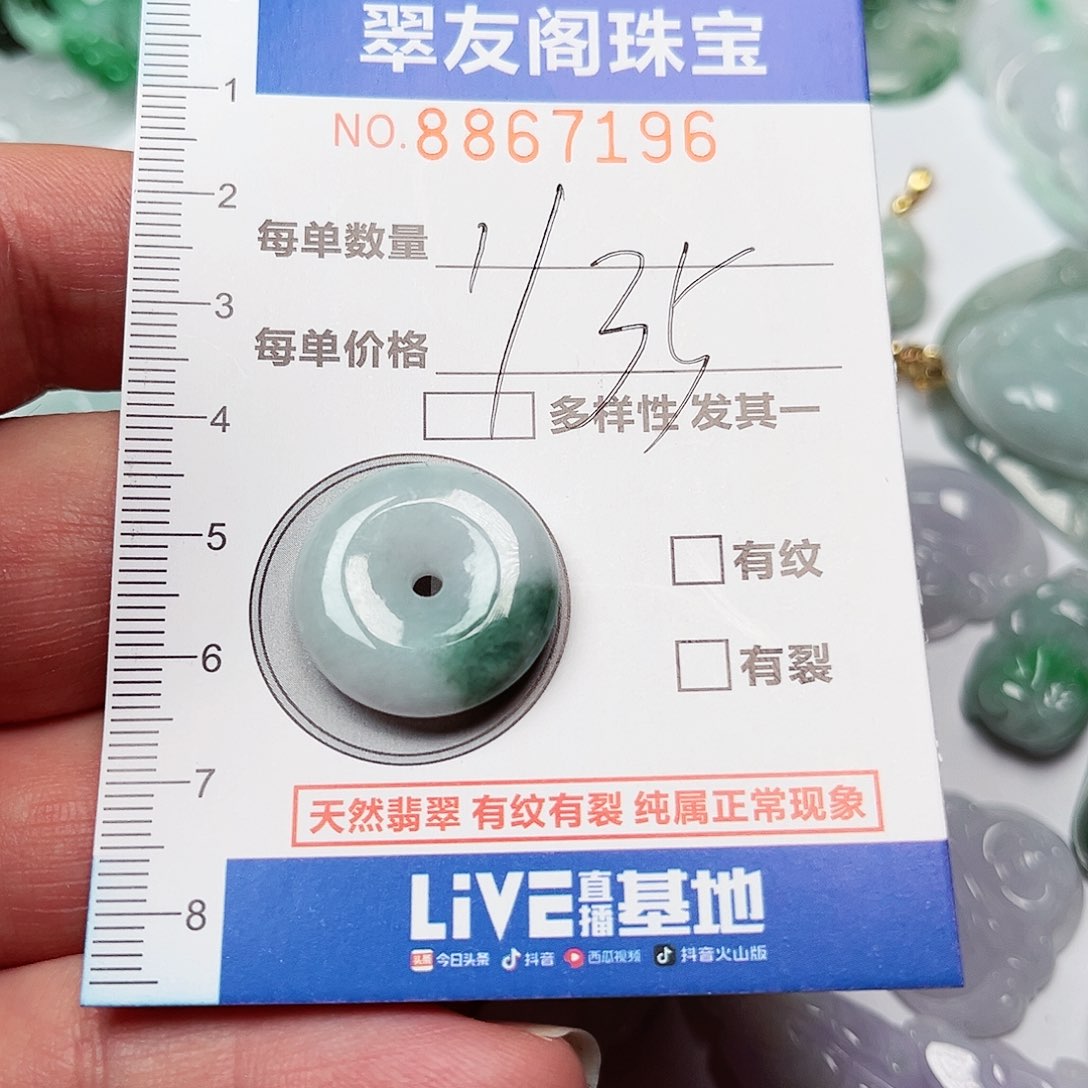 翠友阁珠宝
NO.8867196
1
2
每单数量
1/35
3
每单价格
4
多样性 发其一
5
有纹
6
有裂
7
天然翡翠 有纹有裂 纯属正常现象
8
LiVE直播基地
头条 今日头条 抖音 西瓜视频 抖音火山版